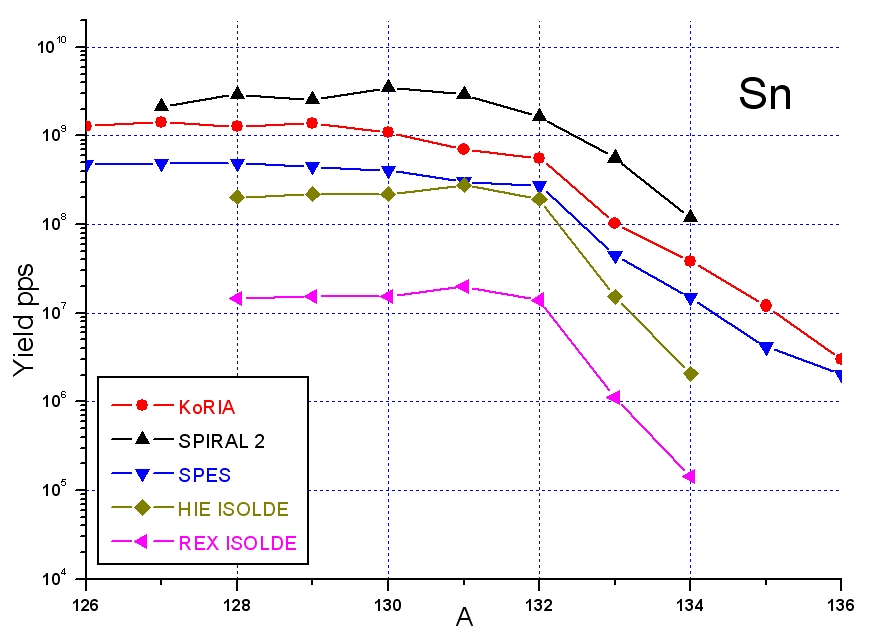 Sn
10^10
10^9
10^8
10^7
10^6
10^5
10^4
Yield pps
KoRIA
SPIRAL 2
SPES
HIE ISOLDE
REX ISOLDE
126 128 130 132 134 136
A